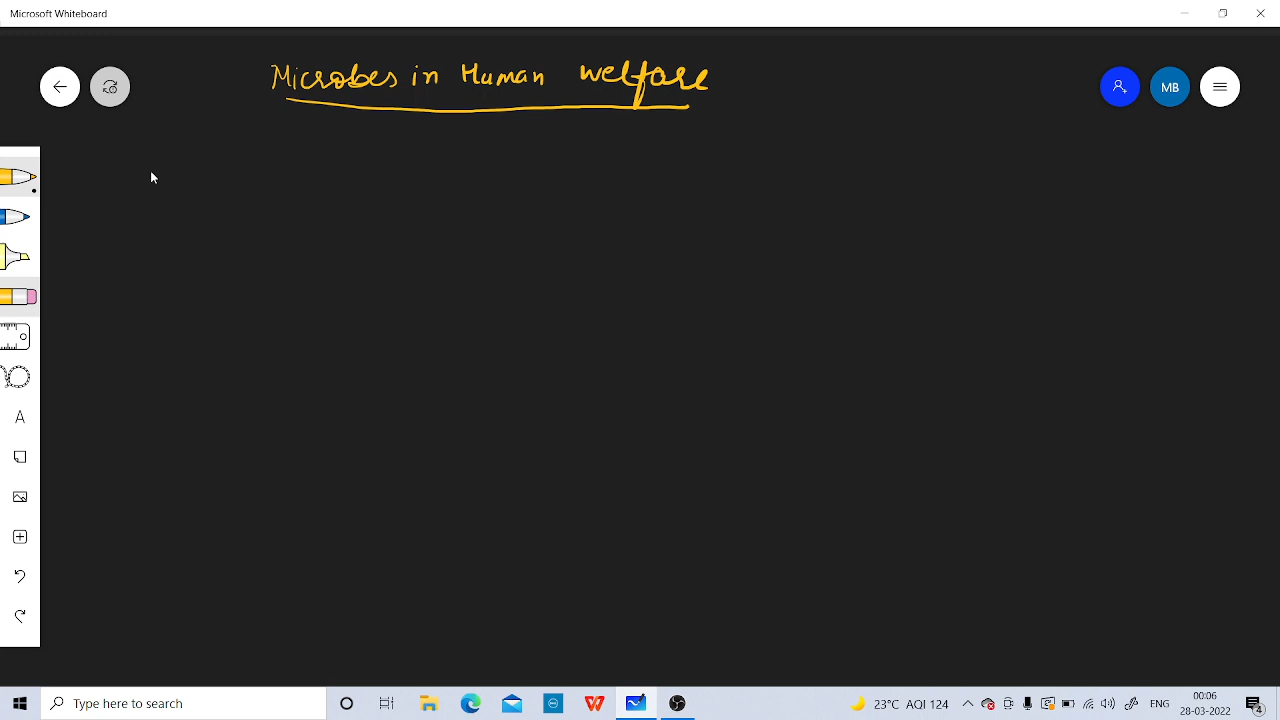 Microsoft Whiteboard
Microbes in Human welfare
MB
A
Type here to search
23°C AQI 124
ENG
00:06
28-03-2022
4